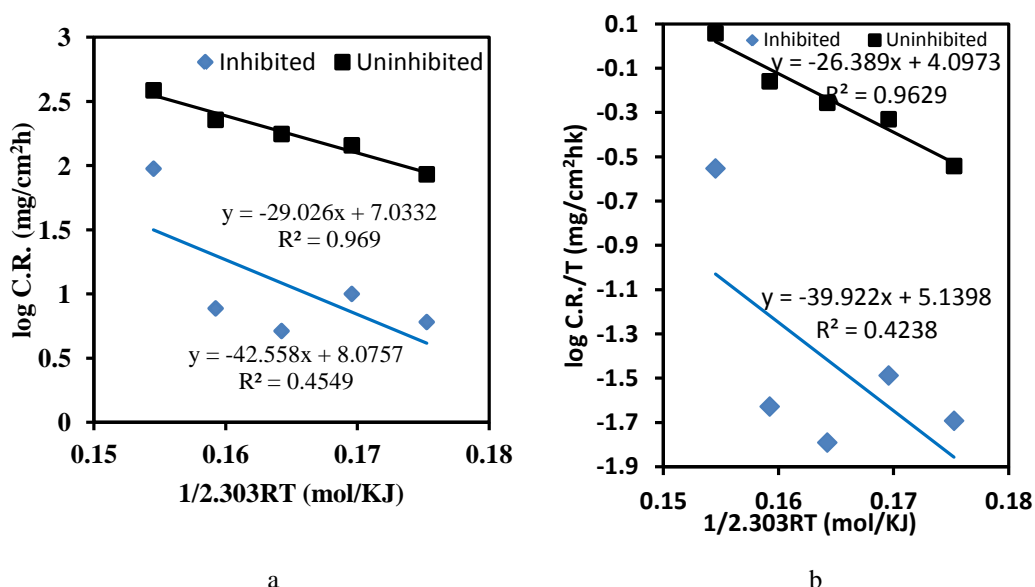 3
2.5
2
1.5
1
0.5
0
0.15
0.16
0.17
0.18
log C.R. (mg/cm²h)
1/2.303RT (mol/KJ)
Inhibited
Uninhibited
y = -29.026x + 7.0332
R² = 0.969
y = -42.558x + 8.0757
R² = 0.4549
a
0.1
-0.1
-0.3
-0.5
-0.7
-0.9
-1.1
-1.3
-1.5
-1.7
-1.9
0.15
0.16
0.17
0.18
log C.R./T (mg/cm²hk)
1/2.303RT (mol/KJ)
Inhibited
Uninhibited
y = -26.389x + 4.0973
R² = 0.9629
y = -39.922x + 5.1398
R² = 0.4238
b